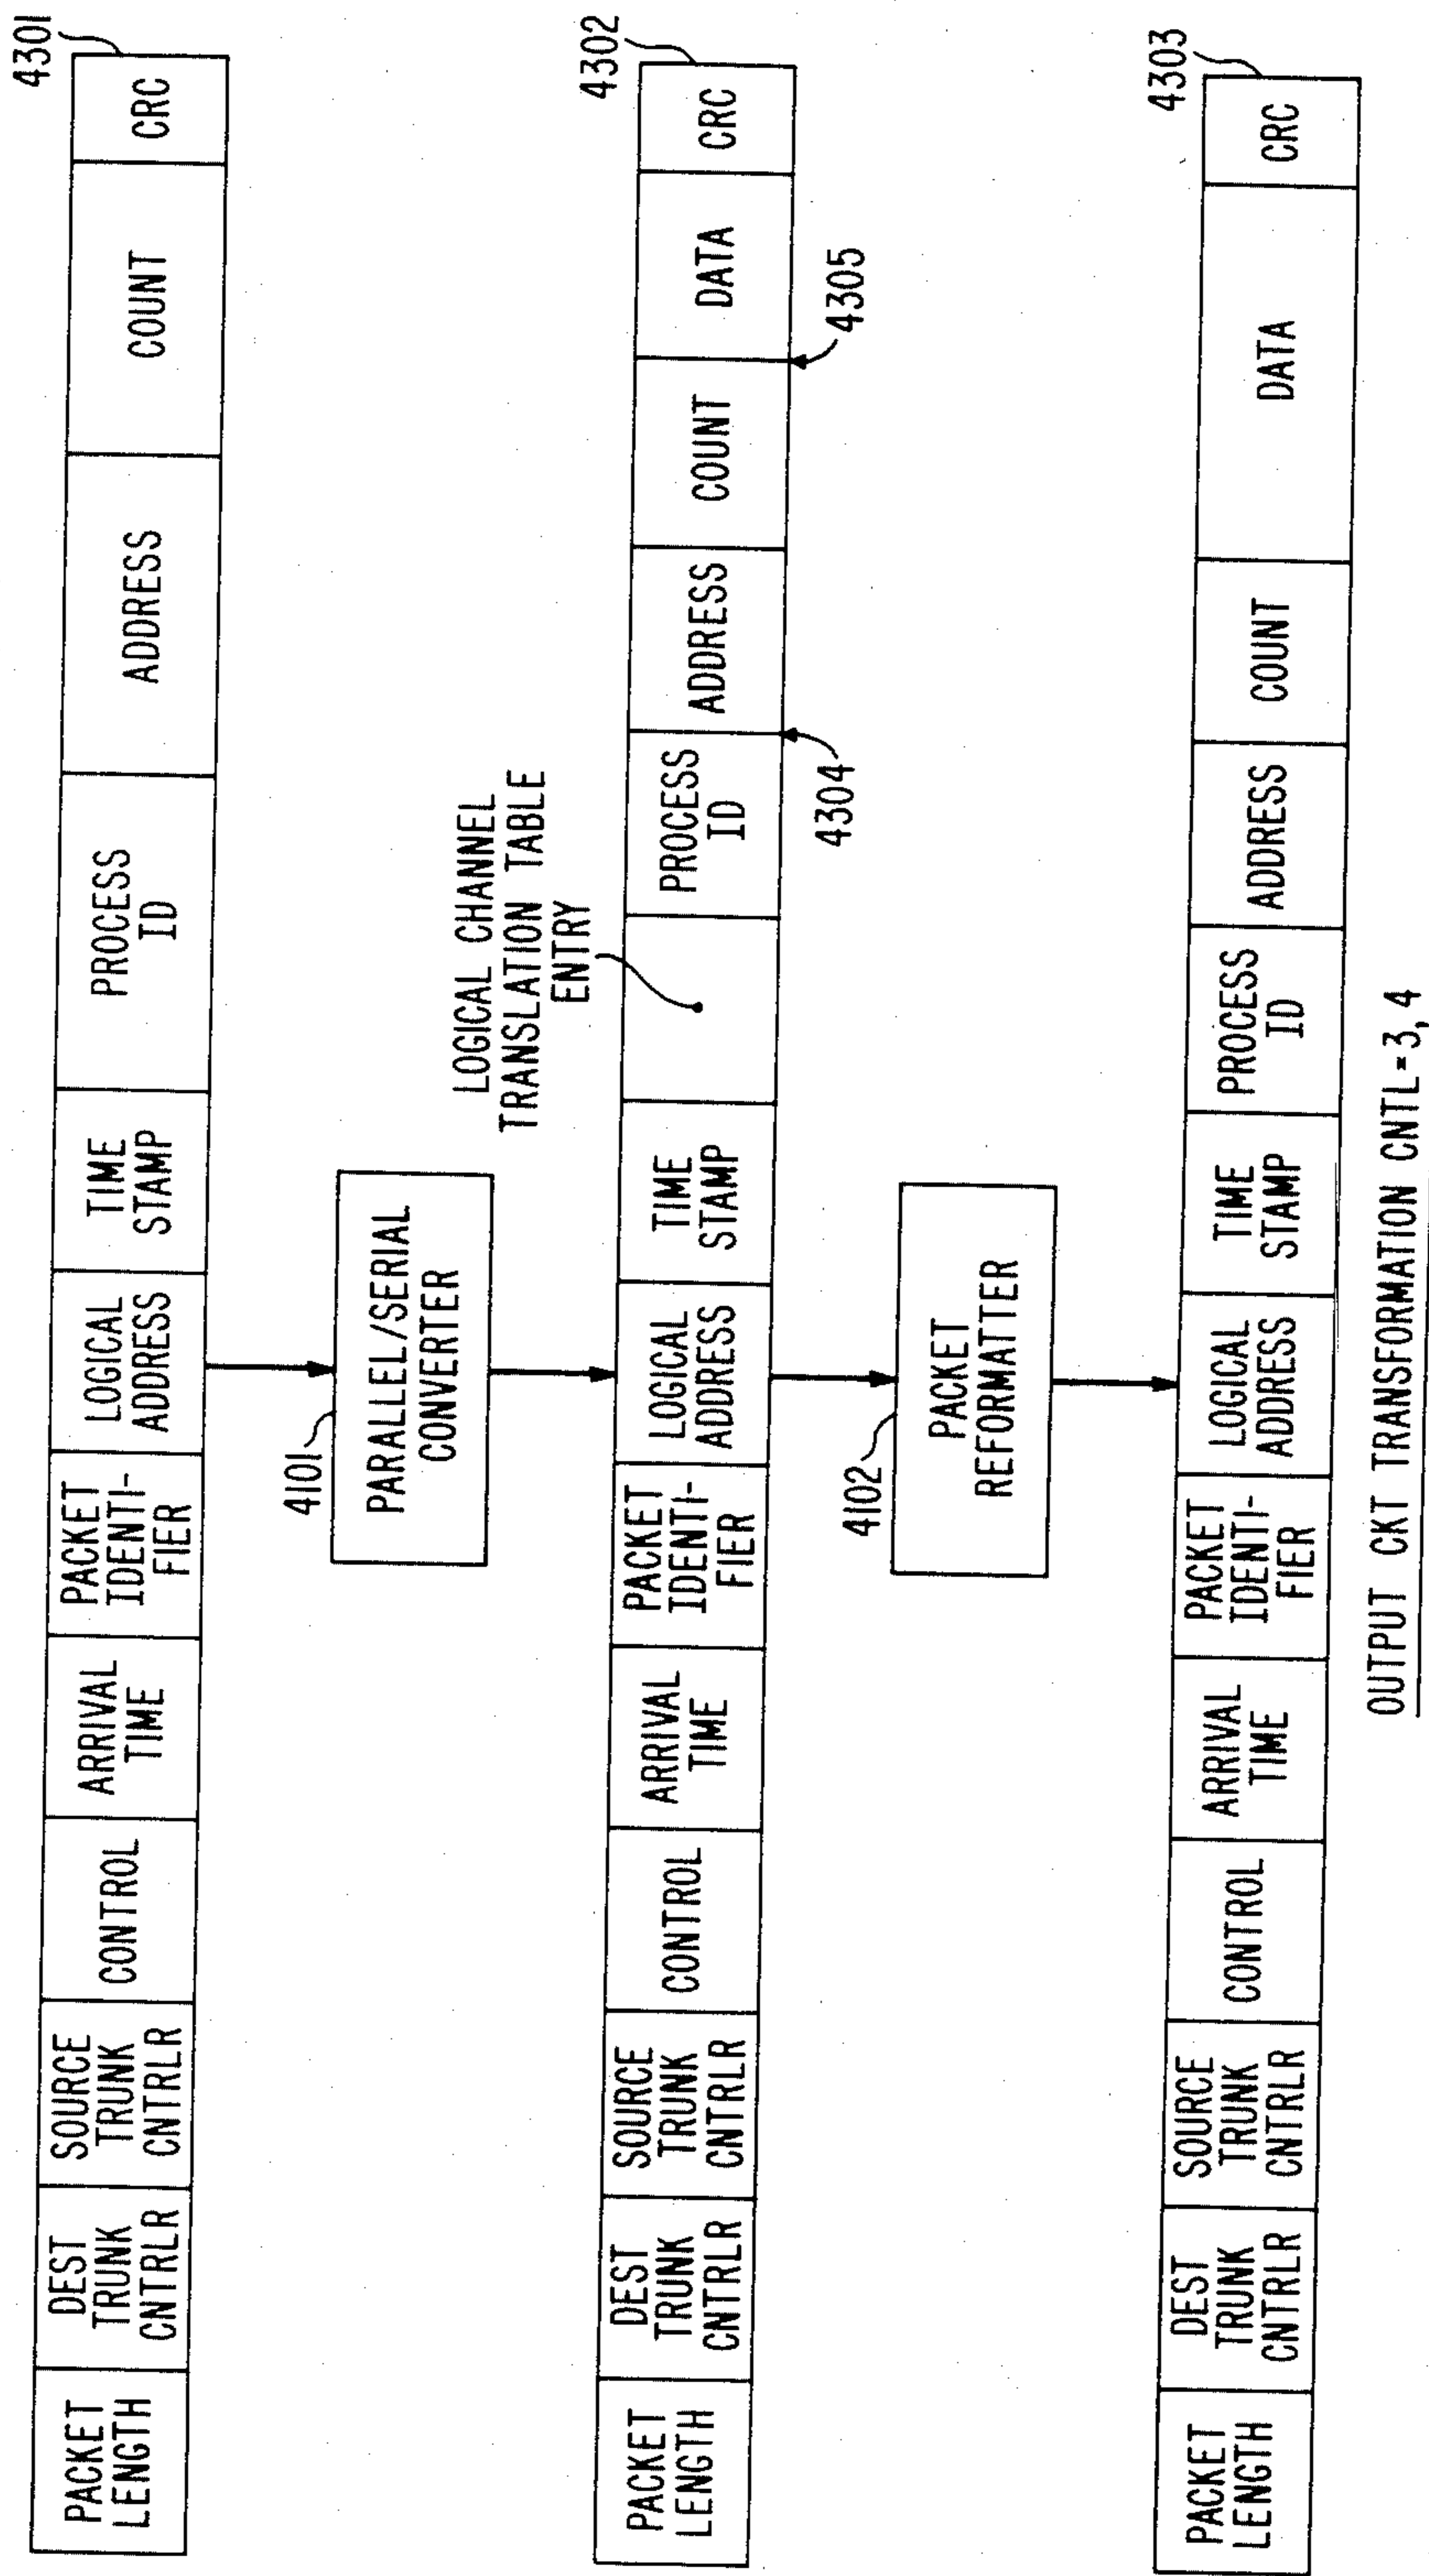 4301
PACKET
LENGTH
DEST
TRUNK
CNTRLR
SOURCE
TRUNK
CNTRLR
CONTROL
ARRIVAL
TIME
PACKET
IDENTI-
FIER
LOGICAL
ADDRESS
TIME
STAMP
PROCESS
ID
ADDRESS
COUNT
CRC
4101
PARALLEL/SERIAL
CONVERTER
LOGICAL CHANNEL
TRANSLATION TABLE
ENTRY
4302
PACKET
LENGTH
DEST
TRUNK
CNTRLR
SOURCE
TRUNK
CNTRLR
CONTROL
ARRIVAL
TIME
PACKET
IDENTI-
FIER
LOGICAL
ADDRESS
TIME
STAMP
PROCESS
ID
ADDRESS
COUNT
DATA
CRC
4304
4305
4102
PACKET
REFORMATTER
4303
PACKET
LENGTH
DEST
TRUNK
CNTRLR
SOURCE
TRUNK
CNTRLR
CONTROL
ARRIVAL
TIME
PACKET
IDENTI-
FIER
LOGICAL
ADDRESS
TIME
STAMP
PROCESS
ID
ADDRESS
COUNT
DATA
CRC
OUTPUT CKT TRANSFORMATION CNTL=3,4